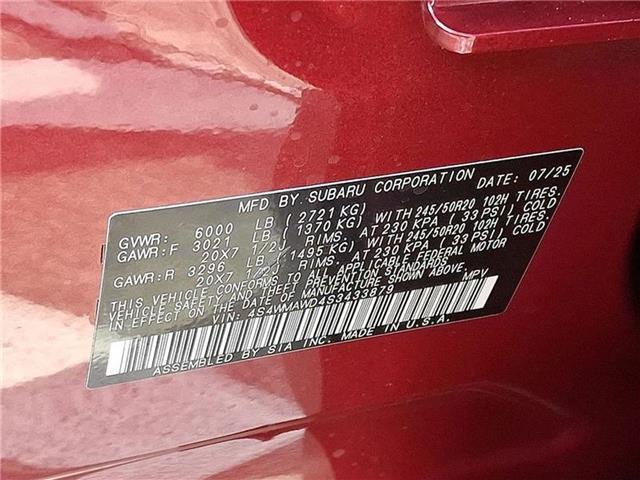 MFD BY SUBARU CORPORATION DATE: 07/25
GVWR: 6000 LB (2721 KG)
GAWR:F 3021 LB (1370 KG) WITH 245/50R20 102H TIRES.
20X7 1/2J RIMS. AT 230 KPA (33 PSI) COLD
GAWR:R 3296 LB (1495 KG) WITH 245/50R20 102H TIRES.
20X7 1/2J RIMS. AT 230 KPA (33 PSI) COLD
THIS VEHICLE CONFORMS TO ALL APPLICABLE FEDERAL MOTOR
VEHICLE SAFETY, BUMPER, AND THEFT PREVENTION STANDARDS
IN EFFECT ON THE DATE OF MANUFACTURE SHOWN ABOVE.
VIN: 4S4WMAWD4S3433879 MPV
ASSEMBLED BY SIA INC. MADE IN U.S.A.